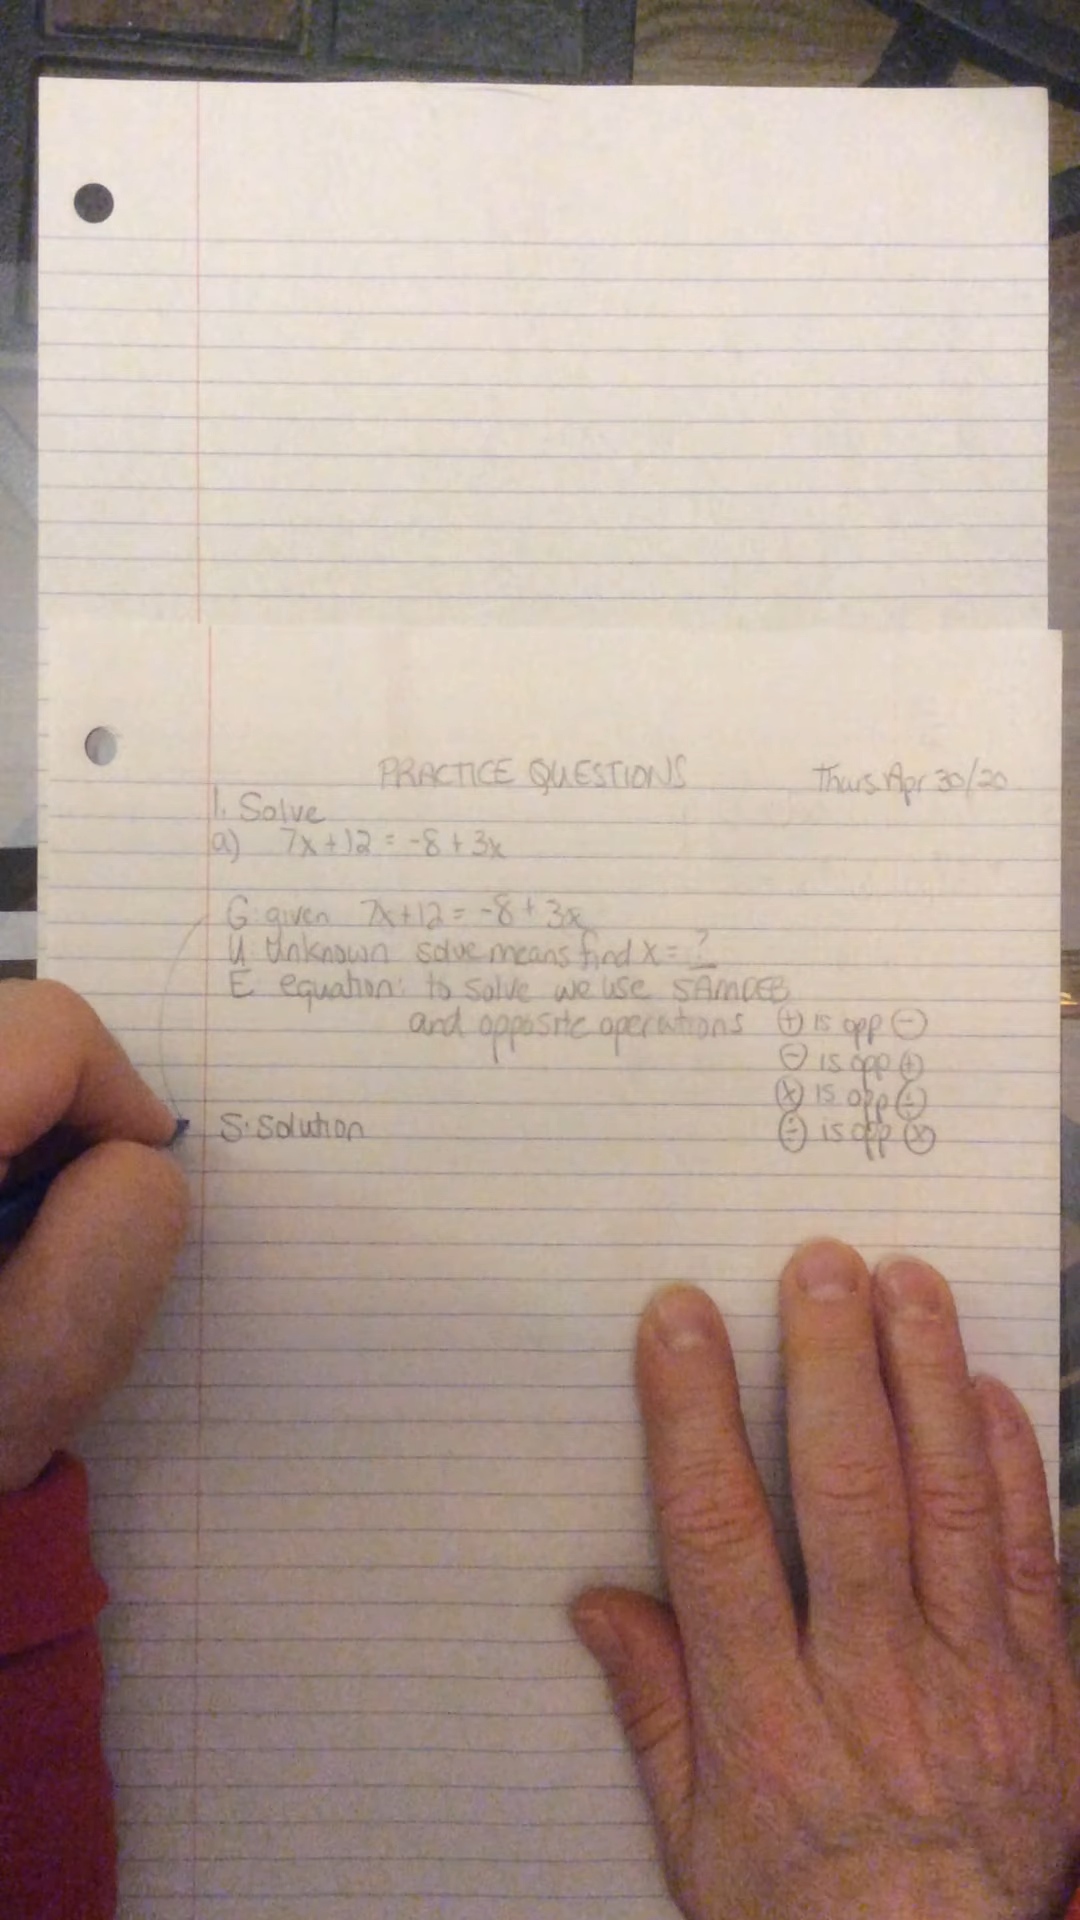 PRACTICE QUESTIONS Thurs Apr 30/20
1. Solve
a) 7x+12 = -8 + 3x
G: given 7x+12 = -8 + 3x
U: Unknown solve means find x = ?
E equation: to solve we use SAMDEB
and opposite operations ⊕ is opp ⊖
⊖ is opp ⊕
⊗ is opp ⨸
⨸ is opp ⊗
S: Solution